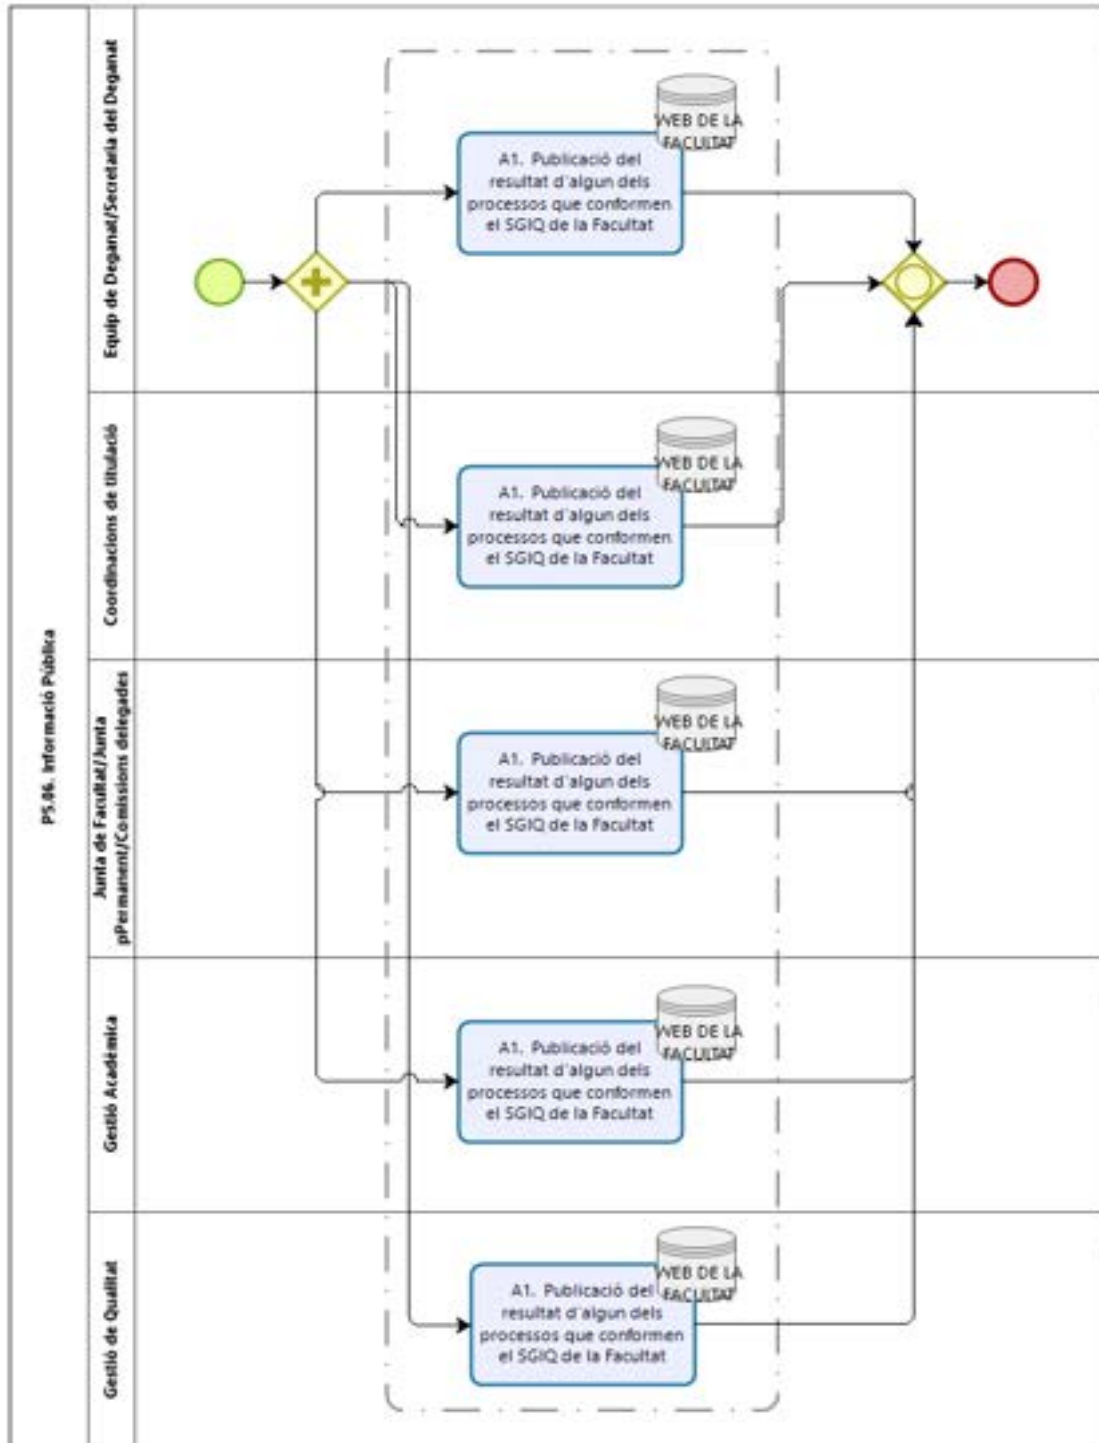 P5.06. Informació Pública
Equip de Deganat/Secretaria del Deganat
WEB DE LA
FACULTAT
A1. Publicació del
resultat d'algun dels
processos que conformen
el SGIQ de la Facultat
Coordinacions de titulació
WEB DE LA
FACULTAT
A1. Publicació del
resultat d'algun dels
processos que conformen
el SGIQ de la Facultat
Junta de Facultat/Junta
pPermanent/Comissions delegades
WEB DE LA
FACULTAT
A1. Publicació del
resultat d'algun dels
processos que conformen
el SGIQ de la Facultat
Gestió Acadèmica
WEB DE LA
FACULTAT
A1. Publicació del
resultat d'algun dels
processos que conformen
el SGIQ de la Facultat
Gestió de Qualitat
WEB DE LA
FACULTAT
A1. Publicació del
resultat d'algun dels
processos que conformen
el SGIQ de la Facultat